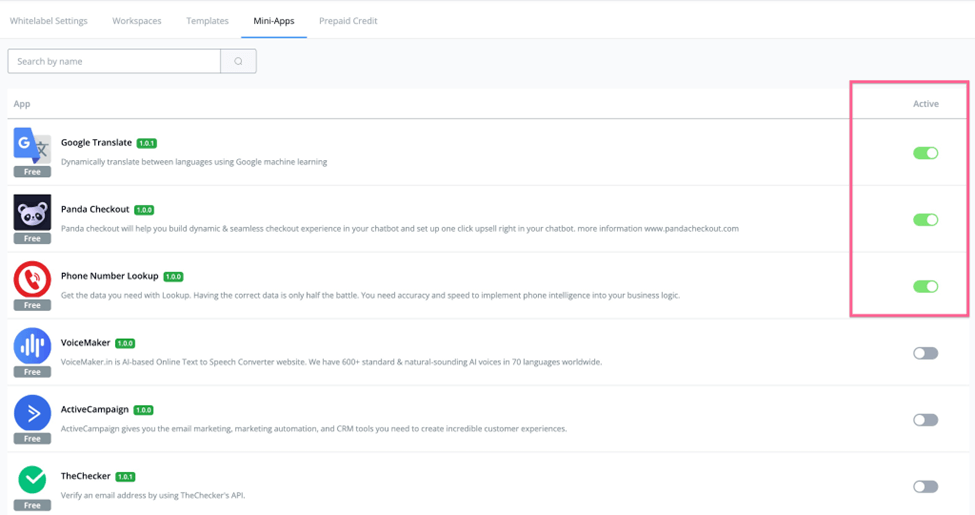 Whitelabel Settings Workspaces Templates Mini-Apps Prepaid Credit
Search by name
App Active
Google Translate 1.0.1
Dynamically translate between languages using Google machine learning
Free
Panda Checkout 1.0.0
Panda checkout will help you build dynamic & seamless checkout experience in your chatbot and set up one click upsell right in your chatbot. more information www.pandacheckout.com
Free
Phone Number Lookup 1.0.0
Get the data you need with Lookup. Having the correct data is only half the battle. You need accuracy and speed to implement phone intelligence into your business logic.
Free
VoiceMaker 1.0.0
VoiceMaker.in is AI-based Online Text to Speech Converter website. We have 600+ standard & natural-sounding AI voices in 70 languages worldwide.
Free
ActiveCampaign 1.0.0
ActiveCampaign gives you the email marketing, marketing automation, and CRM tools you need to create incredible customer experiences.
Free
TheChecker 1.0.1
Verify an email address by using TheChecker's API.
Free